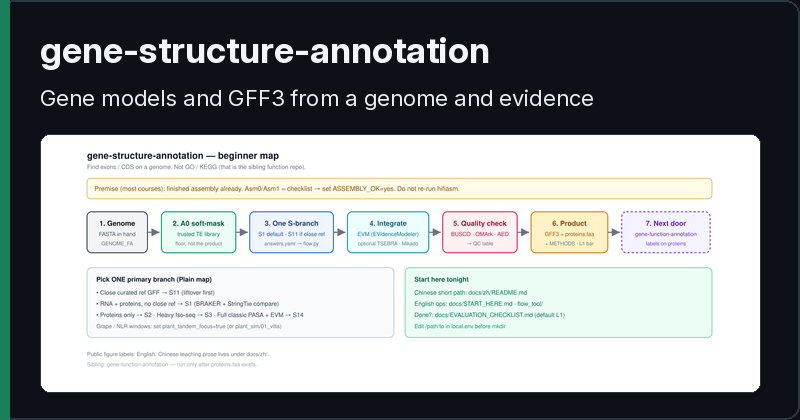 gene-structure-annotation
Gene models and GFF3 from a genome and evidence
gene-structure-annotation — beginner map
Find exons / CDS on a genome. Not GO / KEGG (that is the sibling function repo).
Premise (most courses): finished assembly already. Asm0/Asm1 = checklist → set ASSEMBLY_OK=yes. Do not re-run hifiasm.
1. Genome
FASTA in hand
GENOME_FA
2. A0 soft-mask
trusted TE library
floor, not the product
3. One S-branch
S1 default · S11 if close ref
answers.yaml → flow.py
4. Integrate
EVM (EVidenceModeler)
optional TSEBRA · Mikado
5. Quality check
BUSCO · OMArk · AED
→ QC table
6. Product
GFF3 + proteins.faa
+ METHODS · L1 bar
7. Next door
gene-function-annotation
labels on proteins
Pick ONE primary branch (Plain map)
• Close curated ref GFF → S11 (liftover first)
• RNA + proteins, no close ref → S1 (BRAKER + StringTie compare)
• Proteins only → S2 · Heavy Iso-seq → S3 · Full classic PASA + EVM → S14
Grape / NLR windows: set plant_tandem_focus=true (or plant_sim/01_vitis)
Start here tonight
Chinese short path: docs/zh/README.md
English ops: docs/START_HERE.md · flow_tool/
Done?: docs/EVALUATION_CHECKLIST.md (default L1)
Edit /path/to in local.env before mkdir
Public figure labels: English. Chinese teaching prose lives under docs/zh/.
Sibling: gene-function-annotation — run only after proteins.faa exists.